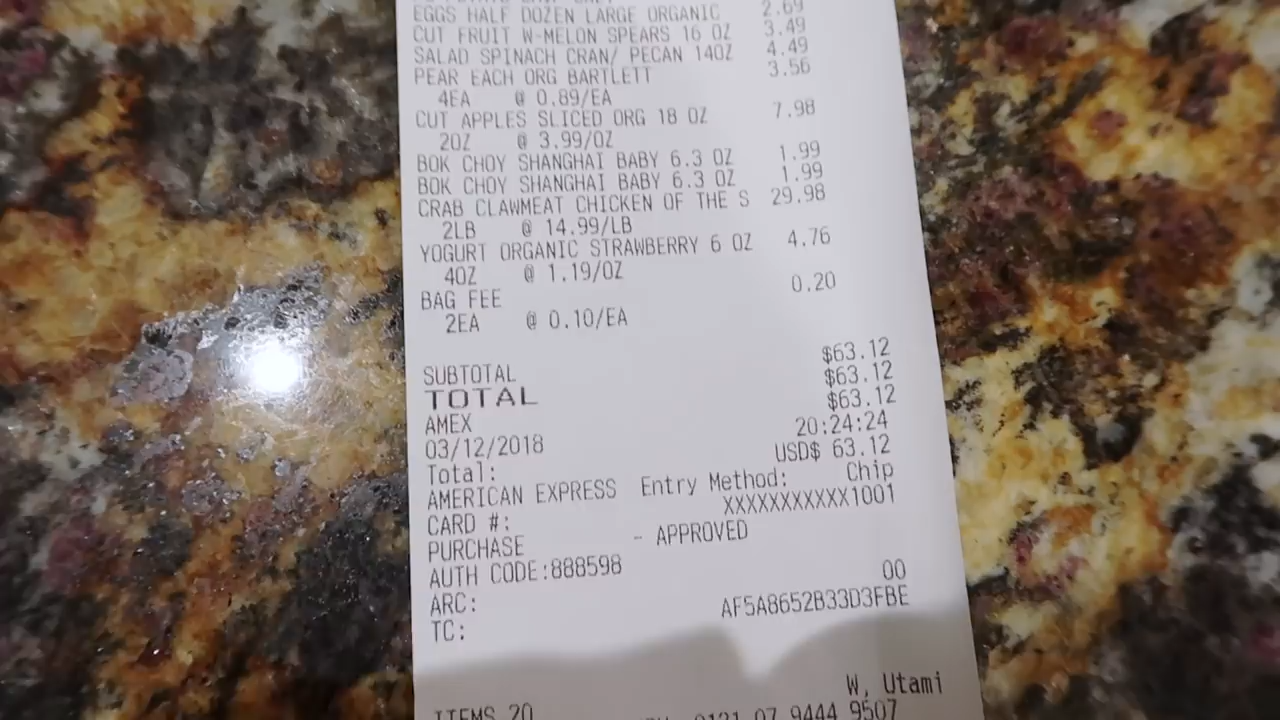 EGGS HALF DOZEN LARGE ORGANIC 2.69
CUT FRUIT W-MELON SPEARS 16 OZ 3.49
SALAD SPINACH CRAN/ PECAN 14OZ 4.49
PEAR EACH ORG BARTLETT 3.56
4EA @ 0.89/EA
CUT APPLES SLICED ORG 18 OZ 7.98
2OZ @ 3.99/OZ
BOK CHOY SHANGHAI BABY 6.3 OZ 1.99
BOK CHOY SHANGHAI BABY 6.3 OZ 1.99
CRAB CLAWMEAT CHICKEN OF THE S 29.98
2LB @ 14.99/LB
YOGURT ORGANIC STRAWBERRY 6 OZ 4.76
4OZ @ 1.19/OZ
BAG FEE 0.20
2EA @ 0.10/EA
SUBTOTAL $63.12
TOTAL $63.12
AMEX $63.12
03/12/2018 20:24:24
Total: USD$ 63.12
AMERICAN EXPRESS Entry Method: Chip
CARD #: XXXXXXXXXXX1001
PURCHASE - APPROVED
AUTH CODE:888598
ARC: 00
TC: AF5A8652B33D3FBE
W, Utami
ITEMS 20 0131 07 9444 9507